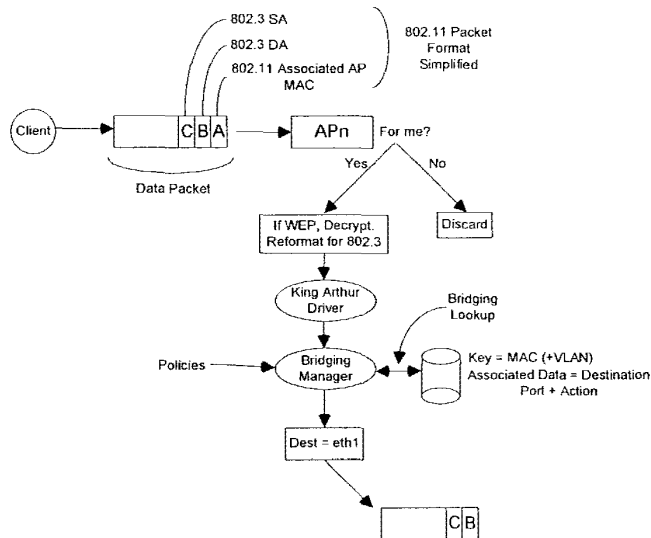 802.3 SA
802.3 DA
802.11 Associated AP
MAC
802.11 Packet
Format
Simplified
Client
C B A
APn
For me?
Data Packet
Yes
No
If WEP, Decrypt.
Reformat for 802.3
Discard
King Arthur
Driver
Bridging
Lookup
Policies
Bridging
Manager
Key = MAC (+VLAN)
Associated Data = Destination
Port + Action
Dest = eth1
C B